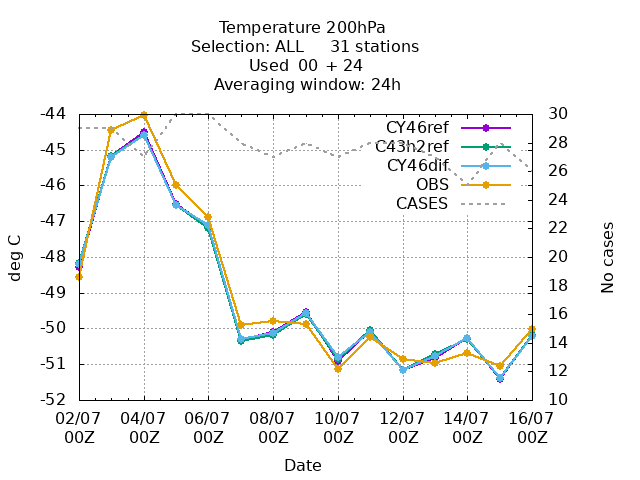 Temperature 200hPa
Selection: ALL 31 stations
Used 00 + 24
Averaging window: 24h
-44 30
CY46ref
-45 28
C43h2ref
-46 26
CY46dif
24
OBS
-47 22
CASES
-48 20
deg C
No cases
-49 18
-50 16
14
-51 12
-52 10
02/07 04/07 06/07 08/07 10/07 12/07 14/07 16/07
00Z 00Z 00Z 00Z 00Z 00Z 00Z 00Z
Date